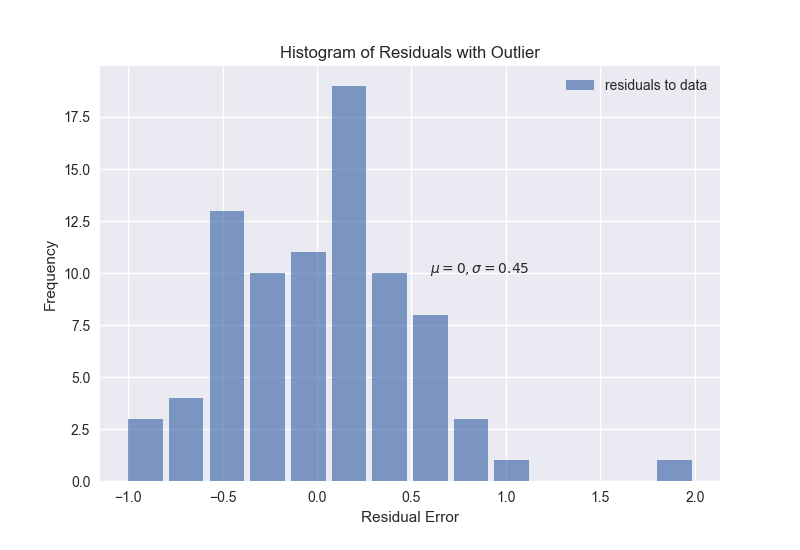 Histogram of Residuals with Outlier
residuals to data
17.5
15.0
12.5
10.0
7.5
5.0
2.5
0.0
Frequency
μ = 0, σ = 0.45
−1.0 −0.5 0.0 0.5 1.0 1.5 2.0
Residual Error